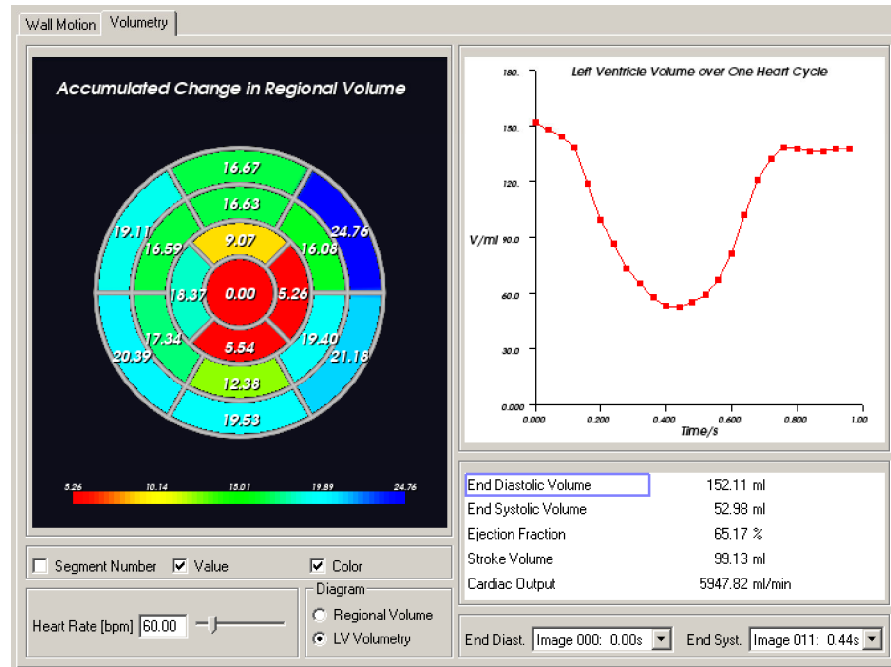 Wall Motion Volumetry
Accumulated Change in Regional Volume
16.67
16.63
19.11 24.76
16.59 9.07 16.08
18.37 0.00 5.26
17.34 5.54 19.40
20.39 21.18
12.38
19.53
5.26 10.14 15.01 19.89 24.76
Left Ventricle Volume over One Heart Cycle
180.
150.
120.
V/ml 90.0
60.0
30.0
0.000
0.000 0.200 0.400 0.600 0.800 1.00
Time/s
End Diastolic Volume 152.11 ml
End Systolic Volume 52.98 ml
Ejection Fraction 65.17 %
Stroke Volume 99.13 ml
Cardiac Output 5947.82 ml/min
Segment Number Value Color
Heart Rate [bpm] 60.00
Diagram
Regional Volume
LV Volumetry
End Diast. Image 000: 0.00s End Syst. Image 011: 0.44s